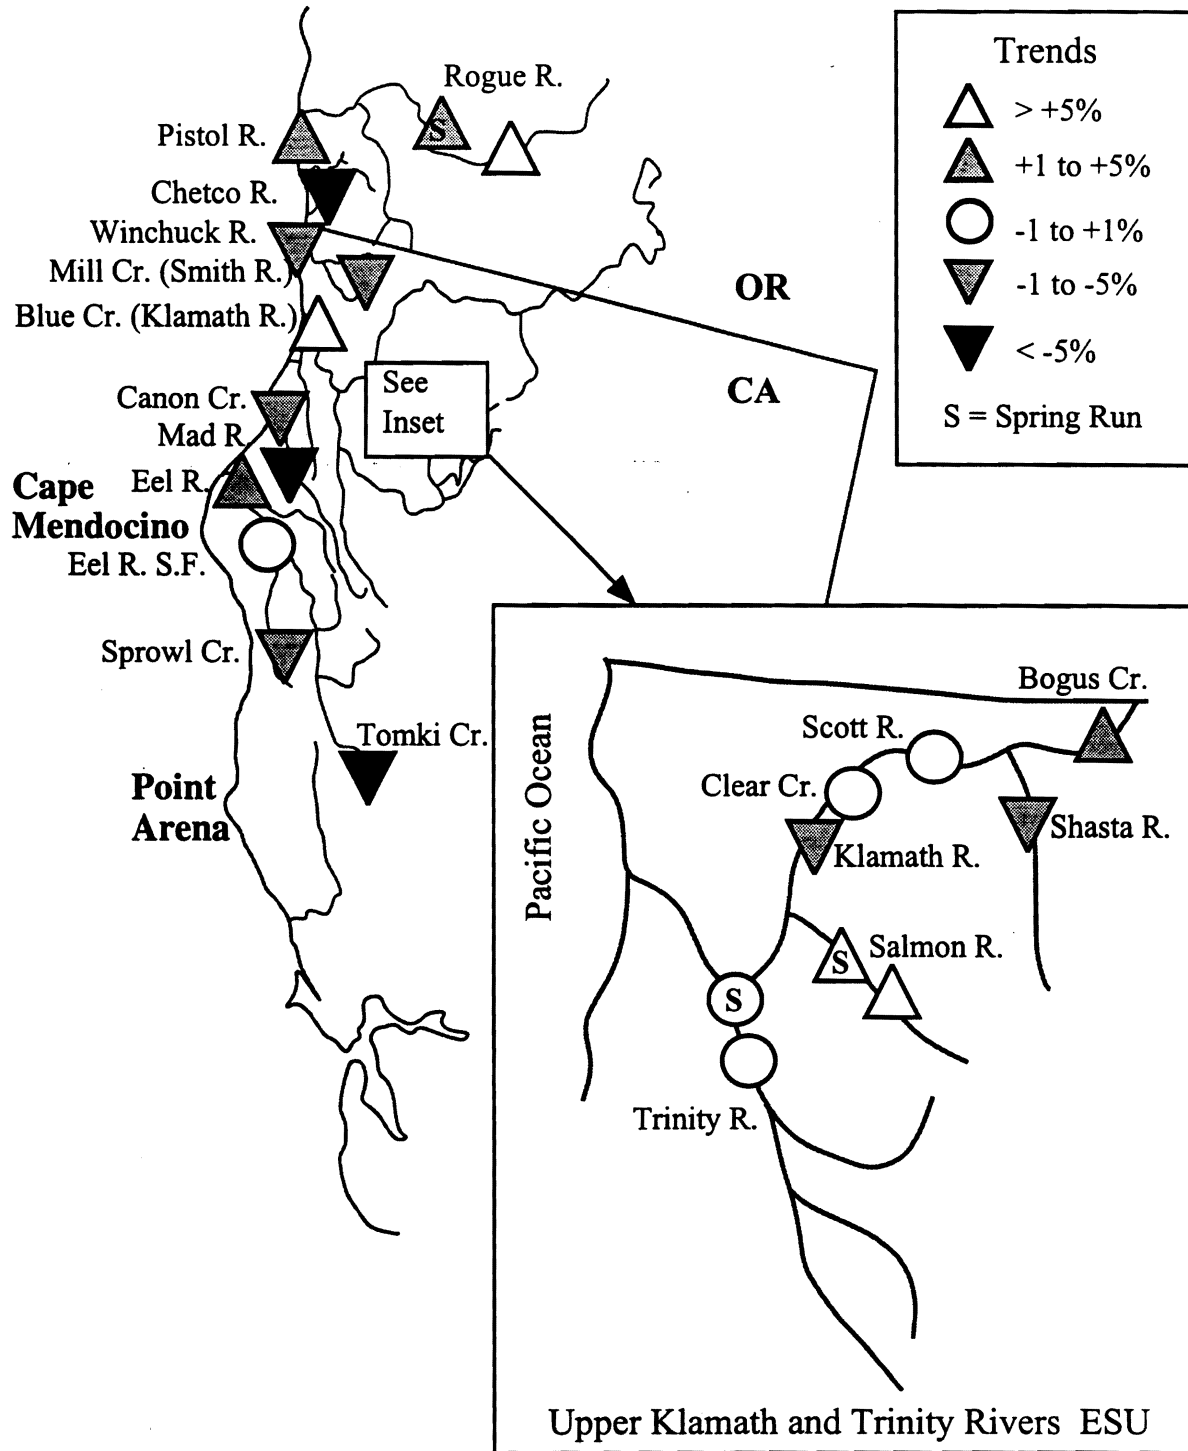 Rogue R.
S
Pistol R.
Chetco R.
Winchuck R.
Mill Cr. (Smith R.)
Blue Cr. (Klamath R.)
OR
CA
See
Inset
Canon Cr.
Mad R.
Eel R.
Cape
Mendocino
Eel R. S.F.
Sprowl Cr.
Tomki Cr.
Point
Arena
Trends
> +5%
+1 to +5%
-1 to +1%
-1 to -5%
< -5%
S = Spring Run
Bogus Cr.
Scott R.
Clear Cr.
Shasta R.
Klamath R.
Pacific Ocean
Salmon R.
S
S
Trinity R.
Upper Klamath and Trinity Rivers ESU